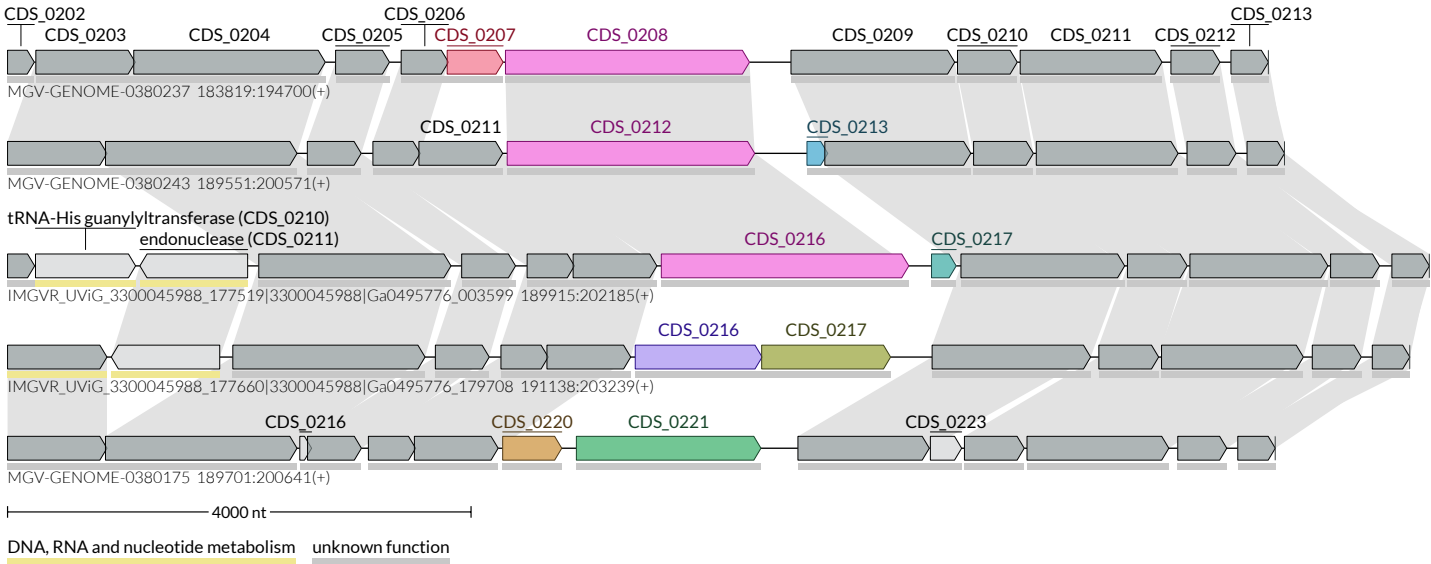 CDS_0202 CDS_0206 CDS_0213
CDS_0203 CDS_0204 CDS_0205 CDS_0207 CDS_0208 CDS_0209 CDS_0210 CDS_0211 CDS_0212
MGV-GENOME-0380237 183819:194700(+)
CDS_0211 CDS_0212 CDS_0213
MGV-GENOME-0380243 189551:200571(+)
tRNA-His guanylyltransferase (CDS_0210)
endonuclease (CDS_0211) CDS_0216 CDS_0217
IMGVR_UViG_3300045988_177519|3300045988|Ga0495776_003599 189915:202185(+)
CDS_0216 CDS_0217
IMGVR_UViG_3300045988_177660|3300045988|Ga0495776_179708 191138:203239(+)
CDS_0216 CDS_0220 CDS_0221 CDS_0223
MGV-GENOME-0380175 189701:200641(+)
4000 nt
DNA, RNA and nucleotide metabolism unknown function